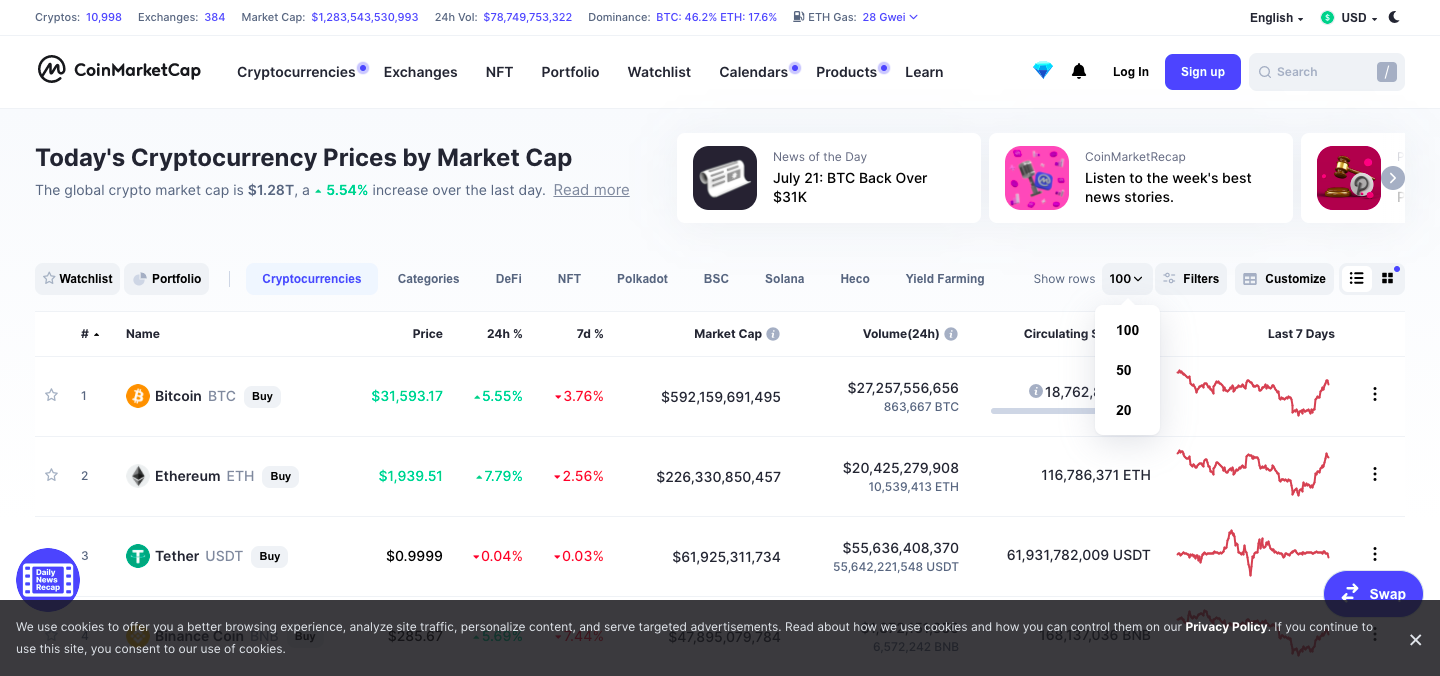 Cryptos: 10,998 Exchanges: 384 Market Cap: $1,283,543,530,993 24h Vol: $78,749,753,322 Dominance: BTC: 46.2% ETH: 17.6% ETH Gas: 28 Gwei English USD
CoinMarketCap Cryptocurrencies Exchanges NFT Portfolio Watchlist Calendars Products Learn Log In Sign up Search /
Today's Cryptocurrency Prices by Market Cap
The global crypto market cap is $1.28T, a 5.54% increase over the last day. Read more
News of the Day
July 21: BTC Back Over
$31K
CoinMarketRecap
Listen to the week's best
news stories.
Watchlist Portfolio Cryptocurrencies Categories DeFi NFT Polkadot BSC Solana Heco Yield Farming Show rows 100 Filters Customize
100
50
20
# Name Price 24h % 7d % Market Cap Volume(24h) Circulating Last 7 Days
1 Bitcoin BTC Buy $31,593.17 5.55% 3.76% $592,159,691,495 $27,257,556,656 18,762,
863,667 BTC
2 Ethereum ETH Buy $1,939.51 7.79% 2.56% $226,330,850,457 $20,425,279,908 116,786,371 ETH
10,539,413 ETH
3 Tether USDT Buy $0.9999 0.04% 0.03% $61,925,311,734 $55,636,408,370 61,931,782,009 USDT
55,642,221,548 USDT
Daily
News
Recap
Swap
4 Binance Coin BNB Buy $285.67 5.69% 7.44% $47,895,079,784 168,137,036 BNB
6,572,242 BNB
We use cookies to offer you a better browsing experience, analyze site traffic, personalize content, and serve targeted advertisements. Read about how we use cookies and how you can control them on our Privacy Policy. If you continue to
use this site, you consent to our use of cookies.